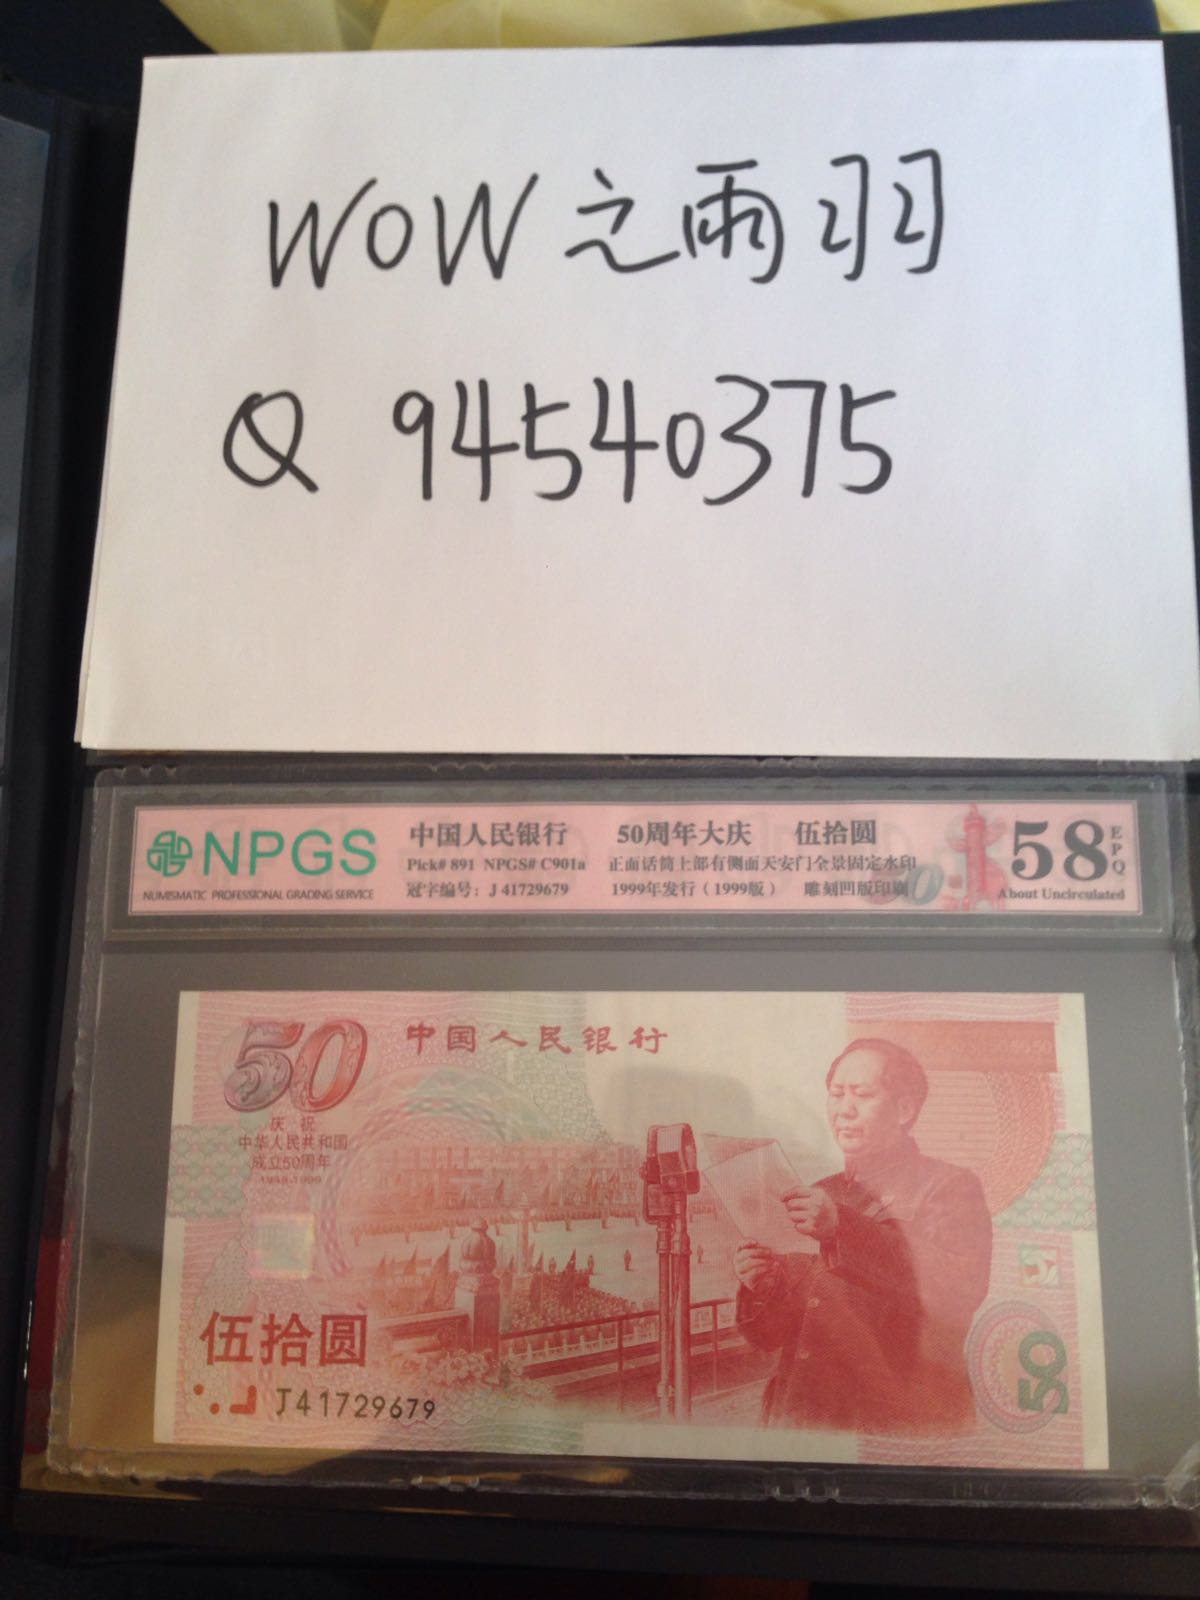 WOW之雨羽
Q 94540375
NPGS
NUMISMATIC PROFESSIONAL GRADING SERVICE
中国人民银行 50周年大庆 伍拾圆
Pick# 891 NPGS# C901a 正面话筒上部有侧面天安门全景固定水印
冠字编号：J 41729679 1999年发行（1999版） 雕刻凹版印刷
58 EPQ
About Uncirculated
50 中国人民银行
庆祝
中华人民共和国
成立50周年
1949-1999
伍拾圆
J41729679
50